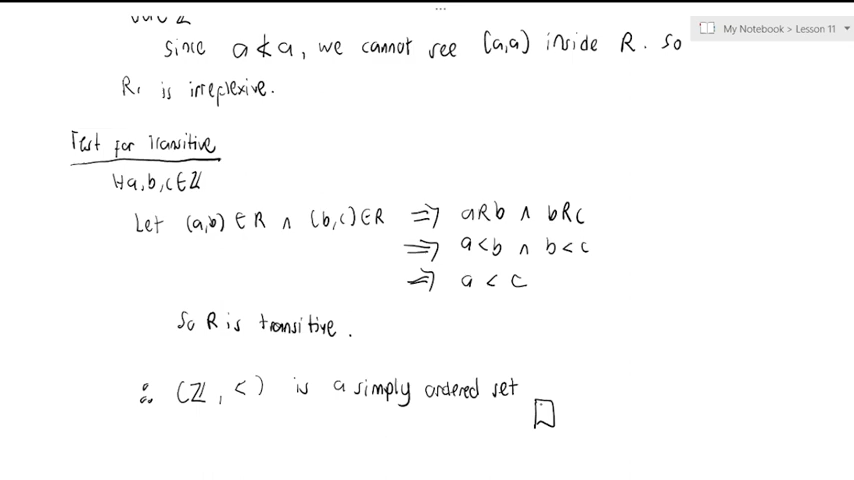 My Notebook > Lesson 11
since a ≮ a, we cannot see (a,a) inside R. So
R, is irreflexive.
Test for Transitive
∀a,b,c∈ℤ
Let (a,b) ∈ R ∧ (b,c)∈R ⇒ aRb ∧ bRc
⇒ a<b ∧ b<c
⇒ a < c
So R is transitive.
∴ (ℤ, <) is a simply ordered set